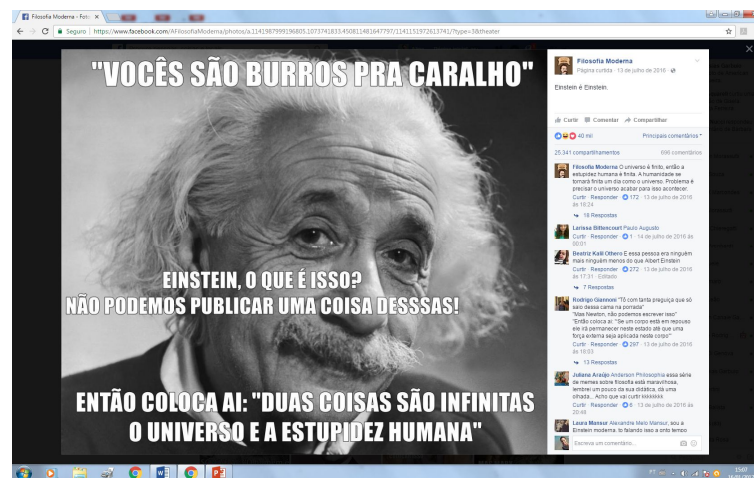 Filosofia Moderna - Foto
Seguro
https://www.facebook.com/AFilosofiaModerna/photos/a.1141987999196805.1073741833.450811481647797/1141151972613741/?type=3&theater
"VOCÊS SÃO BURROS PRA CARALHO"
EINSTEIN, O QUE É ISSO?
NÃO PODEMOS PUBLICAR UMA COISA DESSSAS!
ENTÃO COLOCA AI: "DUAS COISAS SÃO INFINITAS
O UNIVERSO E A ESTUPIDEZ HUMANA"
Filosofia Moderna
Página curtida · 13 de julho de 2016 ·
Einstein é Einstein.
Curtir Comentar Compartilhar
40 mil Principais comentários
25.341 compartilhamentos 696 comentários
Filosofia Moderna O universo é finito, então a
estupidez humana é finita. A humanidade se
tornará finita um dia como o universo. Problema é
precisar o universo acabar para isso acontecer.
Curtir · Responder · 172 · 13 de julho de 2016
às 18:24
16 Respostas
Larissa Bittencourt Paulo Augusto
Curtir · Responder · 1 · 14 de julho de 2016 às
00:01
Beatriz Kalil Othero E essa pessoa era ninguém
mais ninguém menos do que Albert Einstein
Curtir · Responder · 272 · 13 de julho de 2016
às 17:31 · Editado
7 Respostas
Rodrigo Giannoni "Tô com tanta preguiça que só
saio dessa cama na porrada"
"Mas Newton, não podemos escrever isso"
"Então coloca aí: "Se um corpo está em repouso
ele irá permanecer neste estado até que uma
força externa seja aplicada neste corpo"
Curtir · Responder · 297 · 13 de julho de 2016
às 18:03
13 Respostas
Juliana Araújo Anderson Philosophia essa série
de memes sobre filosofia está maravilhosa,
lembrei um pouco da sua didática, dá uma
olhada... Acho que vai curtir kkkkkkkk
Curtir · Responder · 6 · 13 de julho de 2016 às
20:48
Laura Mansur Alexandre Melo Mansur, sou a
Einstein moderna. to falando isso a onto tempo
Escreva um comentário...
PT
15:07